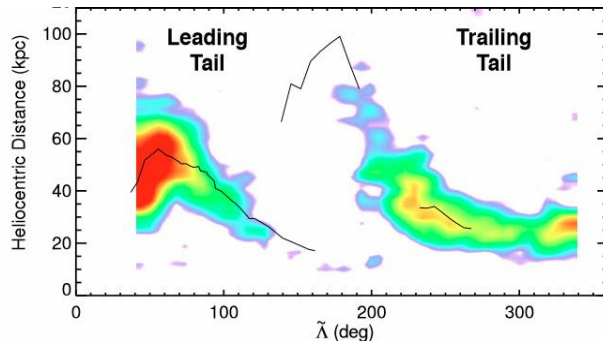 Leading
Tail
Trailing
Tail
Heliocentric Distance (kpc)
100
80
60
40
20
0
0
100
200
300
Λ̃ (deg)